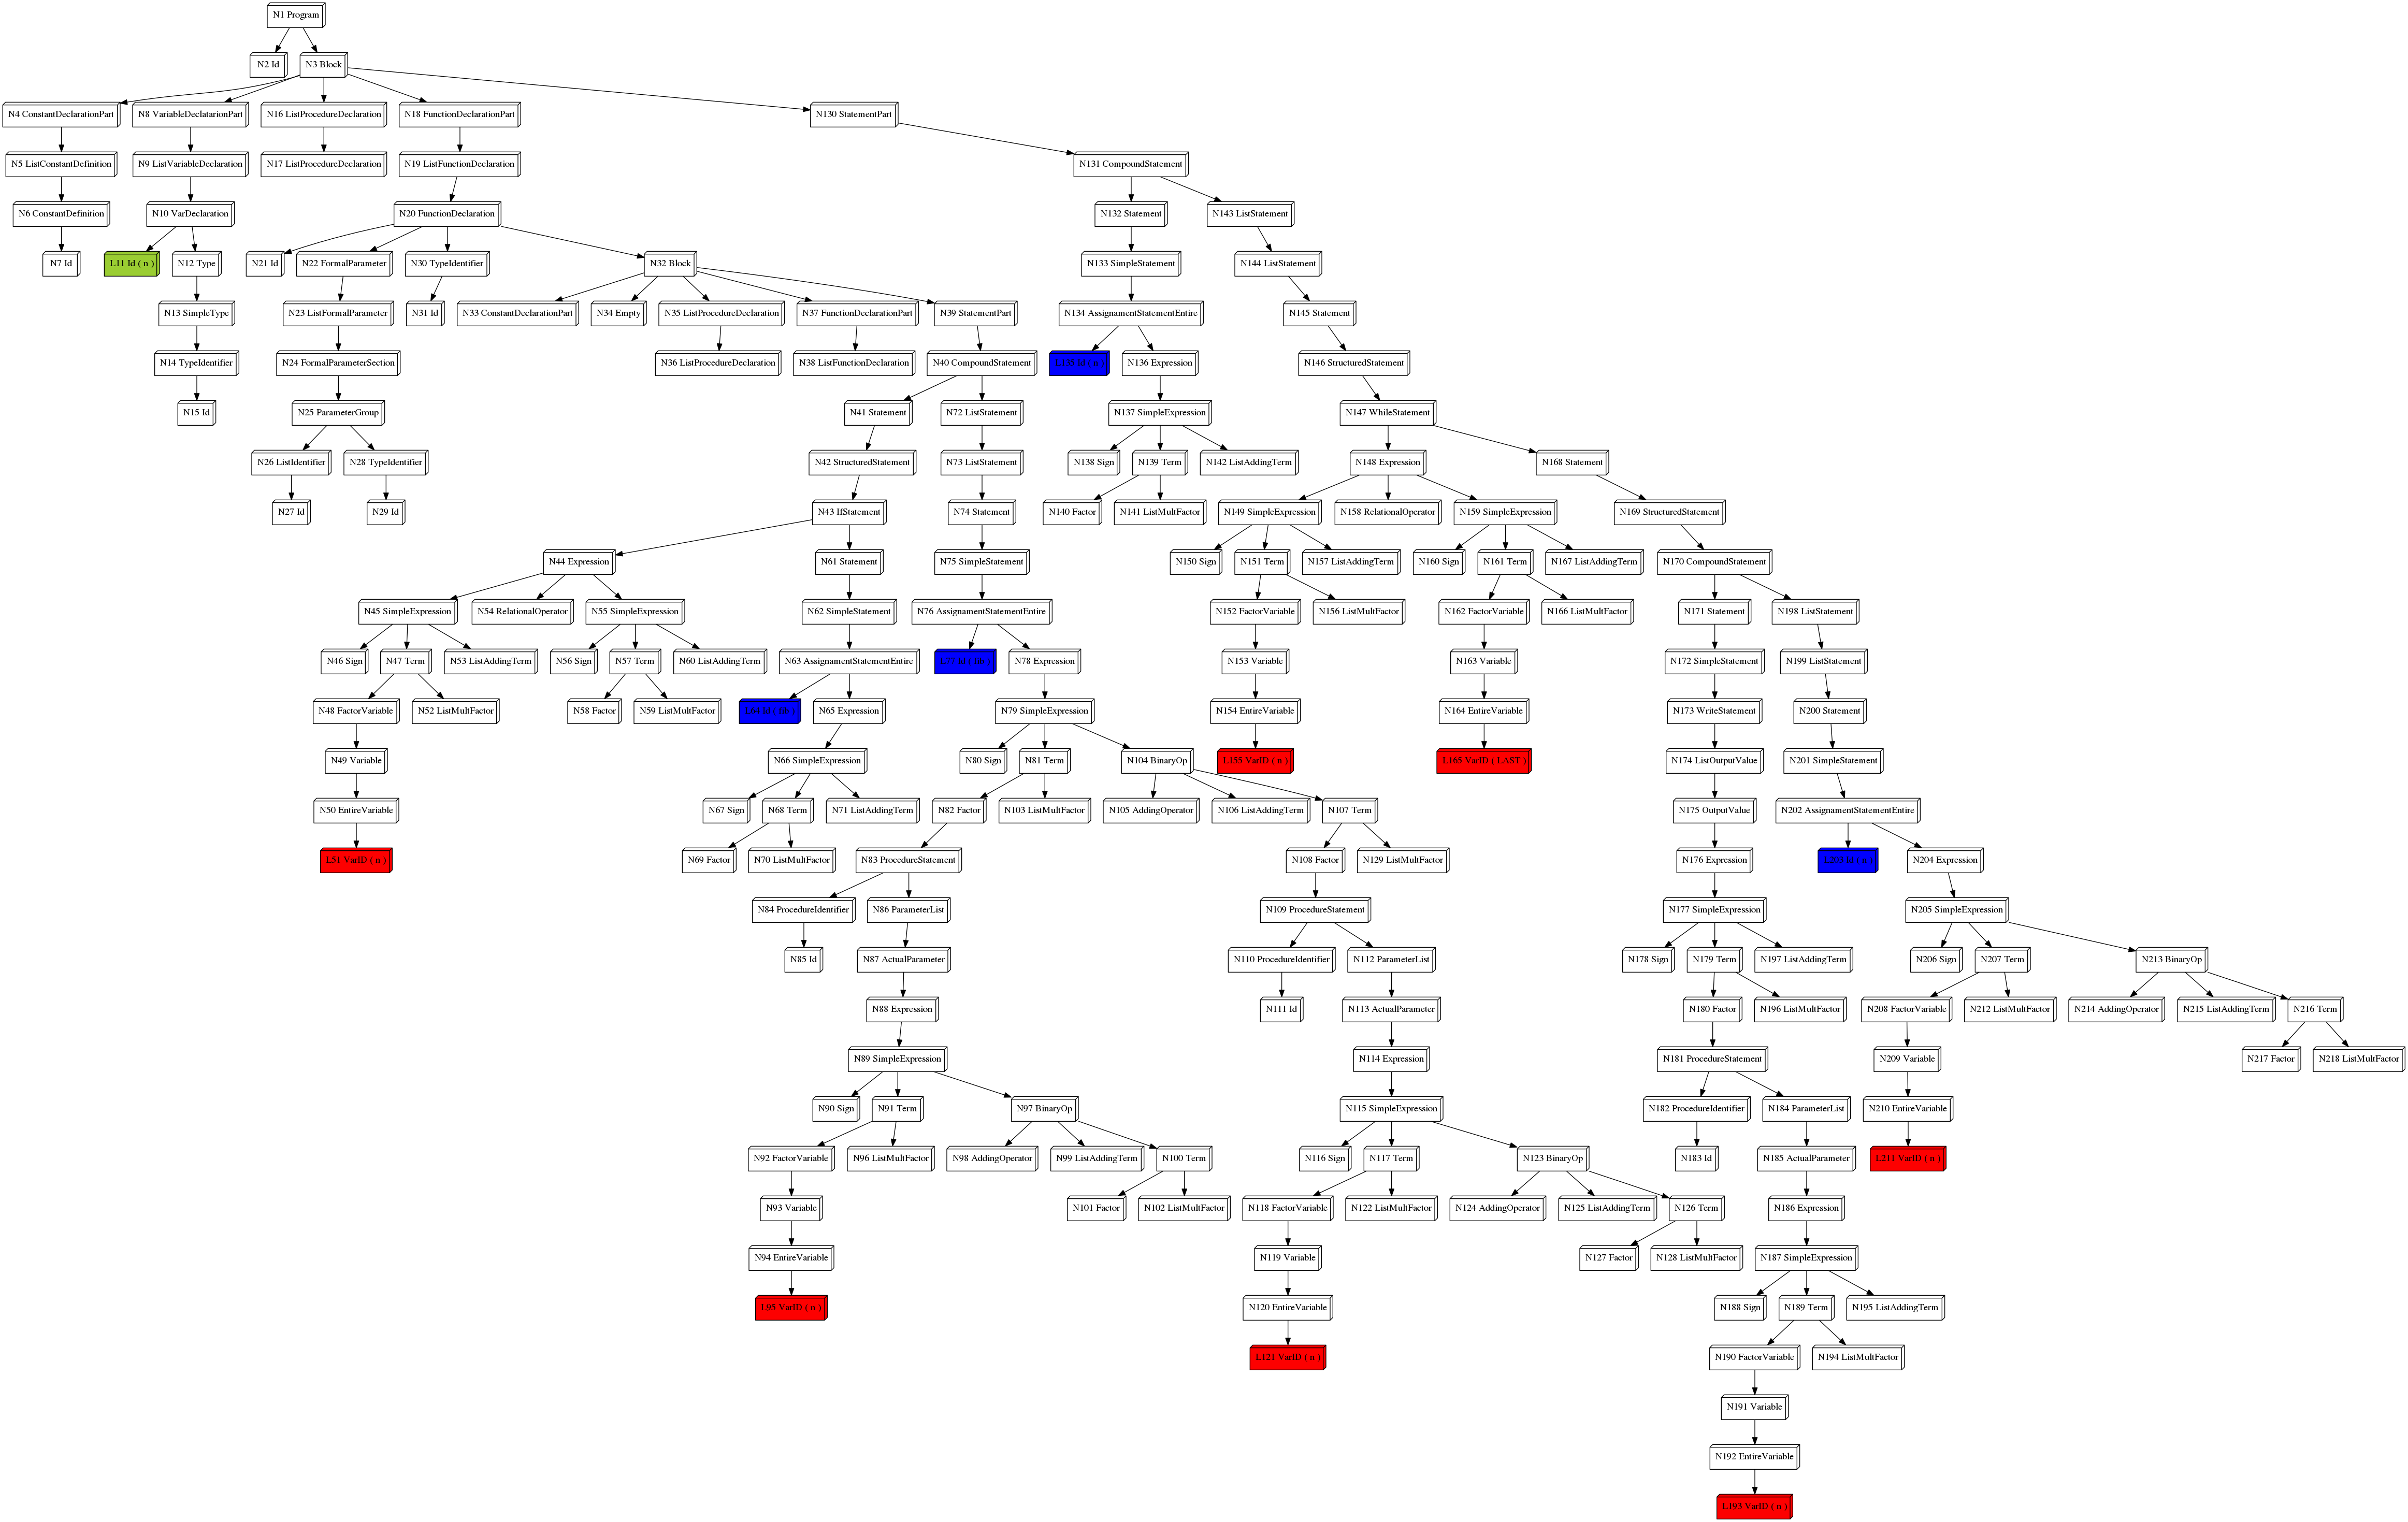 N1 Program
N2 Id
N3 Block
N4 ConstantDeclarationPart
N8 VariableDeclatarionPart
N16 ListProcedureDeclaration
N18 FunctionDeclarationPart
N130 StatementPart
N5 ListConstantDefinition
N9 ListVariableDeclaration
N17 ListProcedureDeclaration
N19 ListFunctionDeclaration
N131 CompoundStatement
N6 ConstantDefinition
N10 VarDeclaration
N20 FunctionDeclaration
N132 Statement
N143 ListStatement
N7 Id
L11 Id ( n )
N12 Type
N21 Id
N22 FormalParameter
N30 TypeIdentifier
N32 Block
N133 SimpleStatement
N144 ListStatement
N13 SimpleType
N23 ListFormalParameter
N31 Id
N33 ConstantDeclarationPart
N34 Empty
N35 ListProcedureDeclaration
N37 FunctionDeclarationPart
N39 StatementPart
N134 AssignamentStatementEntire
N145 Statement
N14 TypeIdentifier
N24 FormalParameterSection
N36 ListProcedureDeclaration
N38 ListFunctionDeclaration
N40 CompoundStatement
N136 Expression
N146 StructuredStatement
N15 Id
N25 ParameterGroup
N41 Statement
N72 ListStatement
N137 SimpleExpression
N147 WhileStatement
N26 ListIdentifier
N28 TypeIdentifier
N42 StructuredStatement
N73 ListStatement
N138 Sign
N139 Term
N142 ListAddingTerm
N148 Expression
N168 Statement
N27 Id
N29 Id
N43 IfStatement
N74 Statement
N140 Factor
N141 ListMultFactor
N149 SimpleExpression
N158 RelationalOperator
N159 SimpleExpression
N169 StructuredStatement
N44 Expression
N61 Statement
N75 SimpleStatement
N150 Sign
N151 Term
N157 ListAddingTerm
N160 Sign
N161 Term
N167 ListAddingTerm
N170 CompoundStatement
N45 SimpleExpression
N54 RelationalOperator
N55 SimpleExpression
N62 SimpleStatement
N76 AssignamentStatementEntire
N152 FactorVariable
N156 ListMultFactor
N162 FactorVariable
N166 ListMultFactor
N171 Statement
N198 ListStatement
N46 Sign
N47 Term
N53 ListAddingTerm
N56 Sign
N57 Term
N60 ListAddingTerm
N63 AssignamentStatementEntire
N78 Expression
N153 Variable
N163 Variable
N172 SimpleStatement
N199 ListStatement
N48 FactorVariable
N52 ListMultFactor
N58 Factor
N59 ListMultFactor
N65 Expression
N79 SimpleExpression
N154 EntireVariable
N164 EntireVariable
N173 WriteStatement
N200 Statement
N49 Variable
N66 SimpleExpression
N80 Sign
N81 Term
N104 BinaryOp
L155 VarID ( n )
L165 VarID ( LAST )
N174 ListOutputValue
N201 SimpleStatement
N50 EntireVariable
N67 Sign
N68 Term
N71 ListAddingTerm
N82 Factor
N103 ListMultFactor
N105 AddingOperator
N106 ListAddingTerm
N107 Term
N175 OutputValue
N202 AssignamentStatementEntire
L51 VarID ( n )
N69 Factor
N70 ListMultFactor
N83 ProcedureStatement
N108 Factor
N129 ListMultFactor
N176 Expression
L203 Id ( n )
N204 Expression
N84 ProcedureIdentifier
N86 ParameterList
N109 ProcedureStatement
N177 SimpleExpression
N205 SimpleExpression
N85 Id
N87 ActualParameter
N110 ProcedureIdentifier
N112 ParameterList
N178 Sign
N179 Term
N197 ListAddingTerm
N206 Sign
N207 Term
N213 BinaryOp
N88 Expression
N111 Id
N113 ActualParameter
N180 Factor
N196 ListMultFactor
N208 FactorVariable
N212 ListMultFactor
N214 AddingOperator
N215 ListAddingTerm
N216 Term
N89 SimpleExpression
N114 Expression
N181 ProcedureStatement
N209 Variable
N217 Factor
N218 ListMultFactor
N90 Sign
N91 Term
N97 BinaryOp
N115 SimpleExpression
N182 ProcedureIdentifier
N184 ParameterList
N210 EntireVariable
N92 FactorVariable
N96 ListMultFactor
N98 AddingOperator
N99 ListAddingTerm
N100 Term
N116 Sign
N117 Term
N123 BinaryOp
N183 Id
N185 ActualParameter
L211 VarID ( n )
N93 Variable
N101 Factor
N102 ListMultFactor
N118 FactorVariable
N122 ListMultFactor
N124 AddingOperator
N125 ListAddingTerm
N126 Term
N186 Expression
N94 EntireVariable
N119 Variable
N127 Factor
N128 ListMultFactor
N187 SimpleExpression
L95 VarID ( n )
N120 EntireVariable
N188 Sign
N189 Term
N195 ListAddingTerm
L121 VarID ( n )
N190 FactorVariable
N194 ListMultFactor
N191 Variable
N192 EntireVariable
L193 VarID ( n )